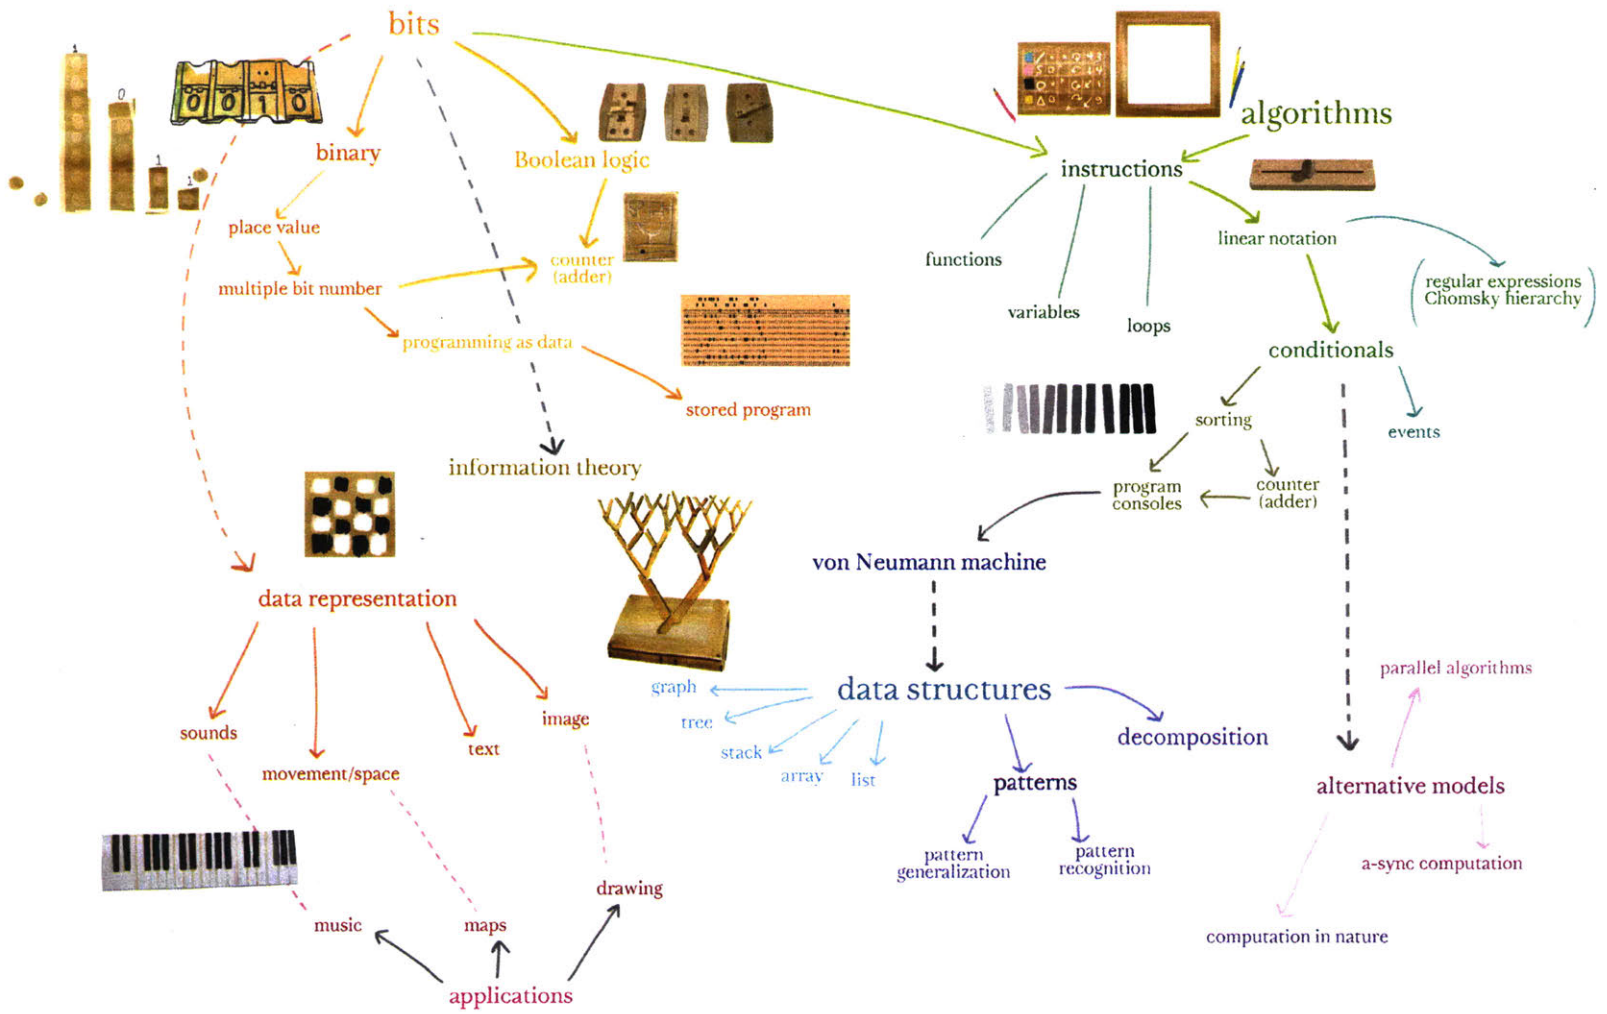 bits
1
0
1
1
0 0 1 0
algorithms
binary
Boolean logic
instructions
place value
counter
(adder)
functions
linear notation
multiple bit number
variables
loops
regular expressions
Chomsky hierarchy
programming as data
conditionals
stored program
sorting
events
information theory
program
consoles
counter
(adder)
von Neumann machine
data representation
graph
data structures
parallel algorithms
tree
sounds
image
text
stack
decomposition
movement/space
array
list
patterns
alternative models
pattern
generalization
pattern
recognition
a-sync computation
drawing
music
maps
computation in nature
applications